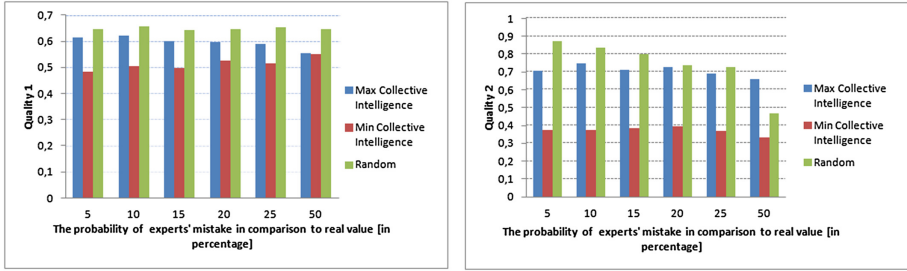 0,7
0,6
0,5
0,4
0,3
0,2
0,1
0
Quality 1
5 10 15 20 25 50
The probability of experts' mistake in comparison to real value [in
percentage]
Max Collective
Intelligence
Min Collective
Intelligence
Random
1
0,9
0,8
0,7
0,6
0,5
0,4
0,3
0,2
0,1
0
Quality 2
5 10 15 20 25 50
The probability of experts' mistake in comparison to real value [in
percentage]
Max Collective
Intelligence
Min Collective
Intelligence
Random